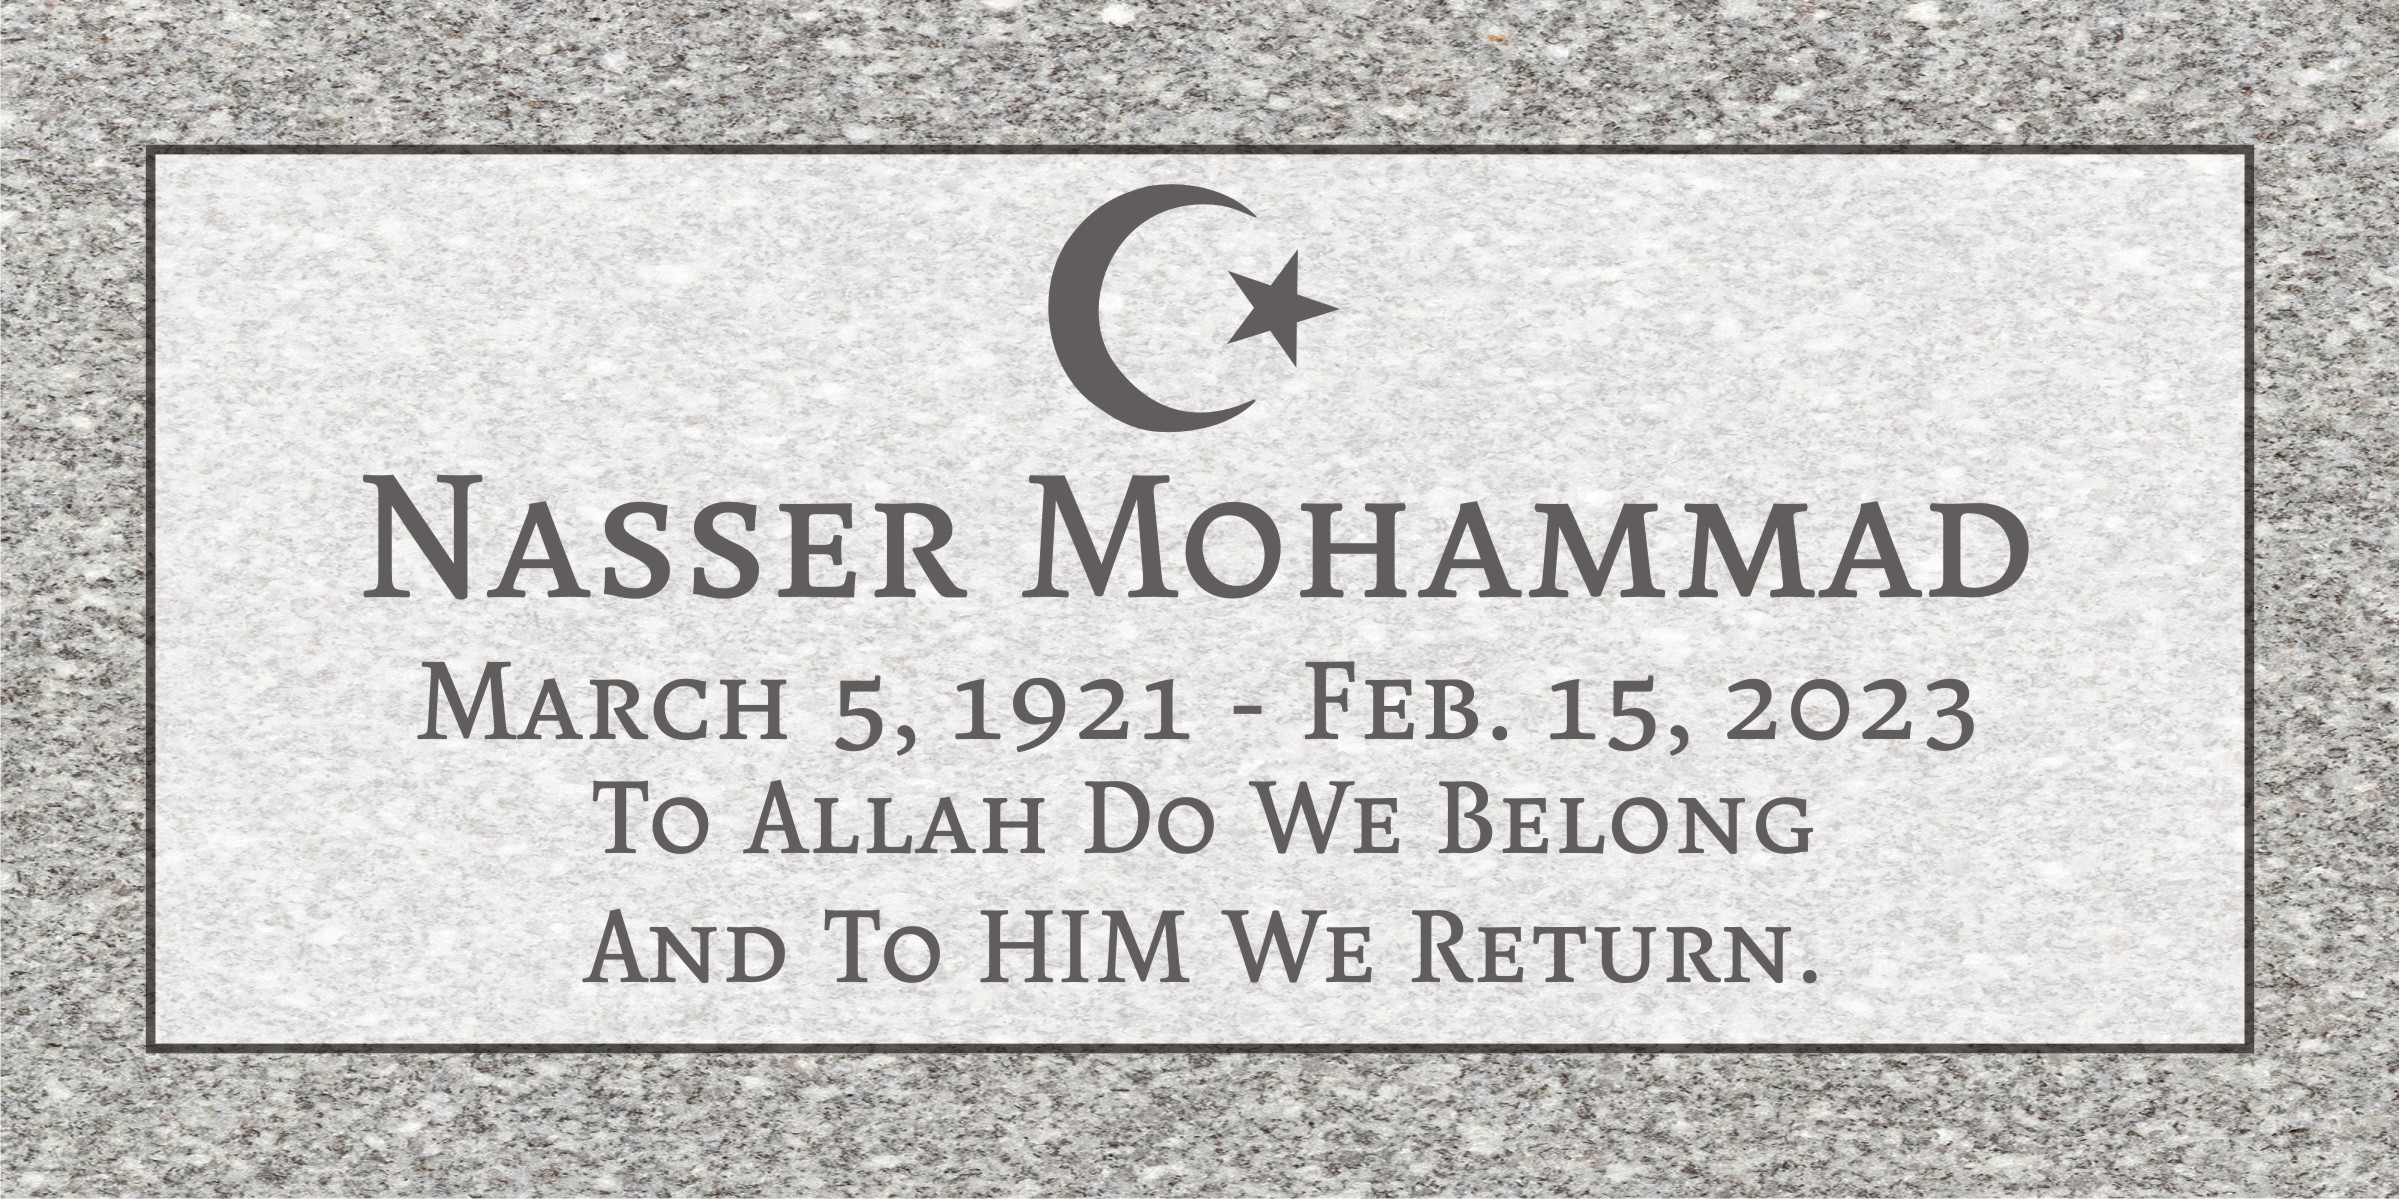 Nasser Mohammad
March 5, 1921 - Feb. 15, 2023
To Allah Do We Belong
And To HIM We Return.